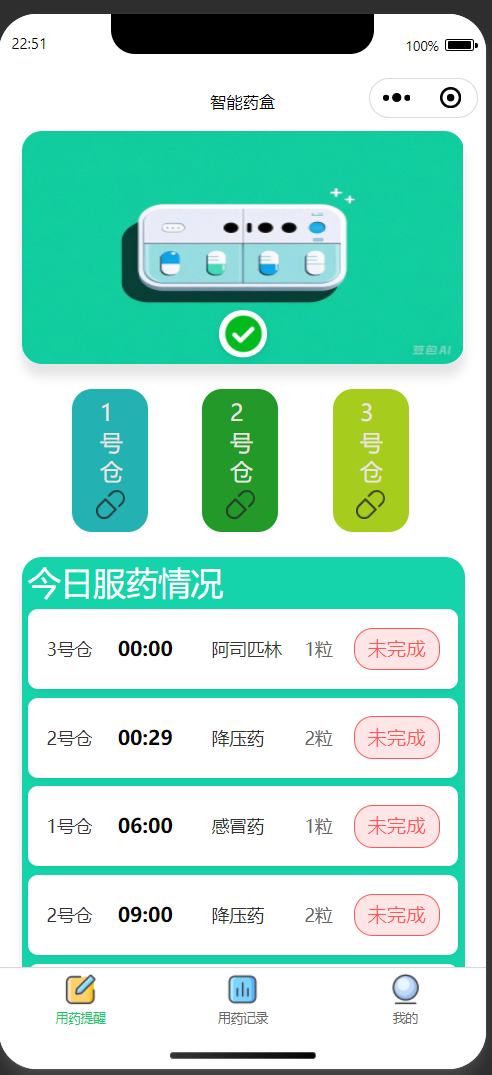 22:51
100%
智能药盒
豆包AI
1
号
仓
2
号
仓
3
号
仓
今日服药情况
3号仓 00:00 阿司匹林 1粒 未完成
2号仓 00:29 降压药 2粒 未完成
1号仓 06:00 感冒药 1粒 未完成
2号仓 09:00 降压药 2粒 未完成
用药提醒 用药记录 我的